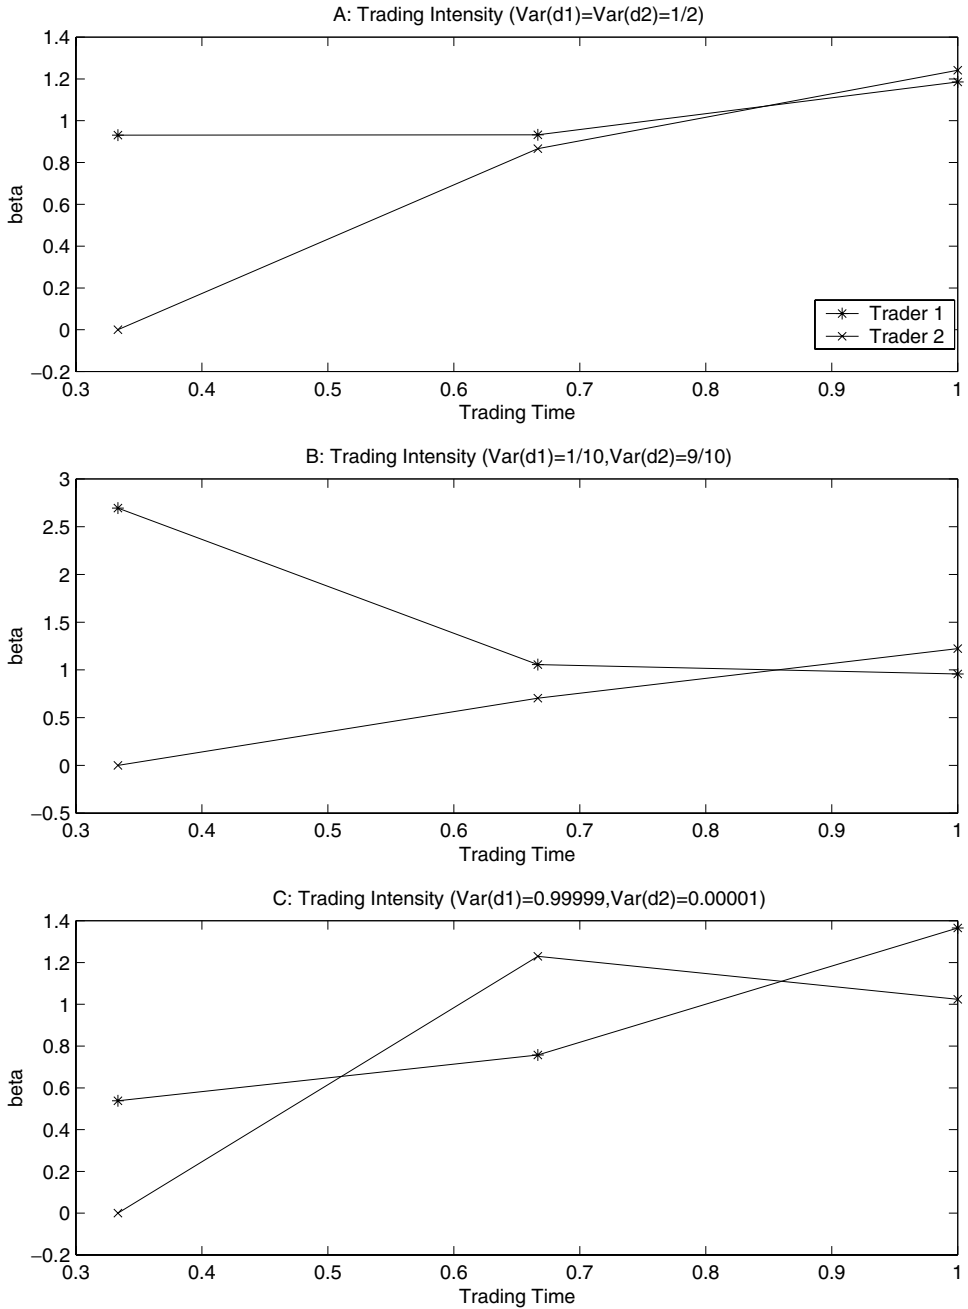 A: Trading Intensity (Var(d1)=Var(d2)=1/2)
1.4
1.2
1
0.8
0.6
0.4
0.2
0
−0.2
beta
Trader 1
Trader 2
0.3 0.4 0.5 0.6 0.7 0.8 0.9 1
Trading Time
B: Trading Intensity (Var(d1)=1/10,Var(d2)=9/10)
3
2.5
2
1.5
1
0.5
0
−0.5
beta
0.3 0.4 0.5 0.6 0.7 0.8 0.9 1
Trading Time
C: Trading Intensity (Var(d1)=0.99999,Var(d2)=0.00001)
1.4
1.2
1
0.8
0.6
0.4
0.2
0
−0.2
beta
0.3 0.4 0.5 0.6 0.7 0.8 0.9 1
Trading Time